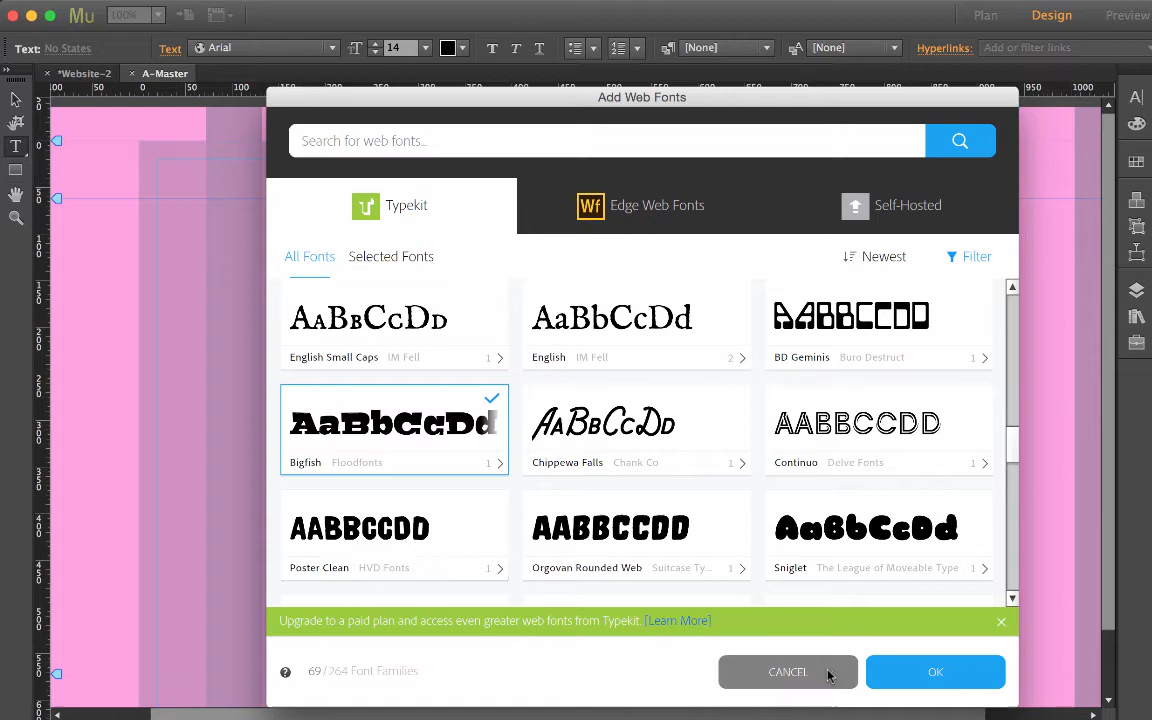 Mu 100% Plan Design Preview
Text: No States Text Arial 14 [None] [None] Hyperlinks: Add or filter links
*Website-2 A-Master
Add Web Fonts
Search for web fonts...
Typekit Wf Edge Web Fonts Self-Hosted
All Fonts Selected Fonts Newest Filter
AaBbCcDd AaBbCcDd AABBCCDD
English Small Caps IM Fell 1 English IM Fell 2 BD Geminis Buro Destruct 1
AaBbCcDd AaBbCcDd AABBCCDD
Bigfish Floodfonts 1 Chippewa Falls Chank Co 1 Continuo Delve Fonts 1
AABBCCDD AABBCCDD AaBbCcDd
Poster Clean HVD Fonts 1 Orgovan Rounded Web Suitcase Ty... 1 Sniglet The League of Moveable Type 1
Upgrade to a paid plan and access even greater web fonts from Typekit. [Learn More]
69/264 Font Families CANCEL OK